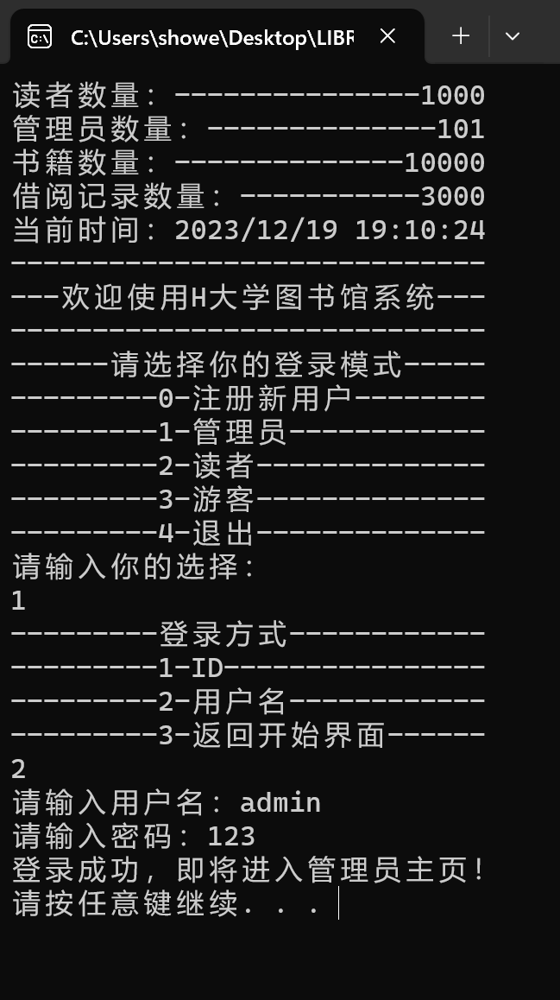 C:\Users\showe\Desktop\LIBR
读者数量：---------------1000
管理员数量：--------------101
书籍数量：--------------10000
借阅记录数量：-----------3000
当前时间：2023/12/19 19:10:24
-----------------------------
---欢迎使用H大学图书馆系统---
-----------------------------
------请选择你的登录模式-----
---------0-注册新用户--------
---------1-管理员------------
---------2-读者--------------
---------3-游客--------------
---------4-退出--------------
请输入你的选择：
1
---------登录方式------------
---------1-ID----------------
---------2-用户名------------
---------3-返回开始界面------
2
请输入用户名：admin
请输入密码：123
登录成功，即将进入管理员主页！
请按任意键继续. . .